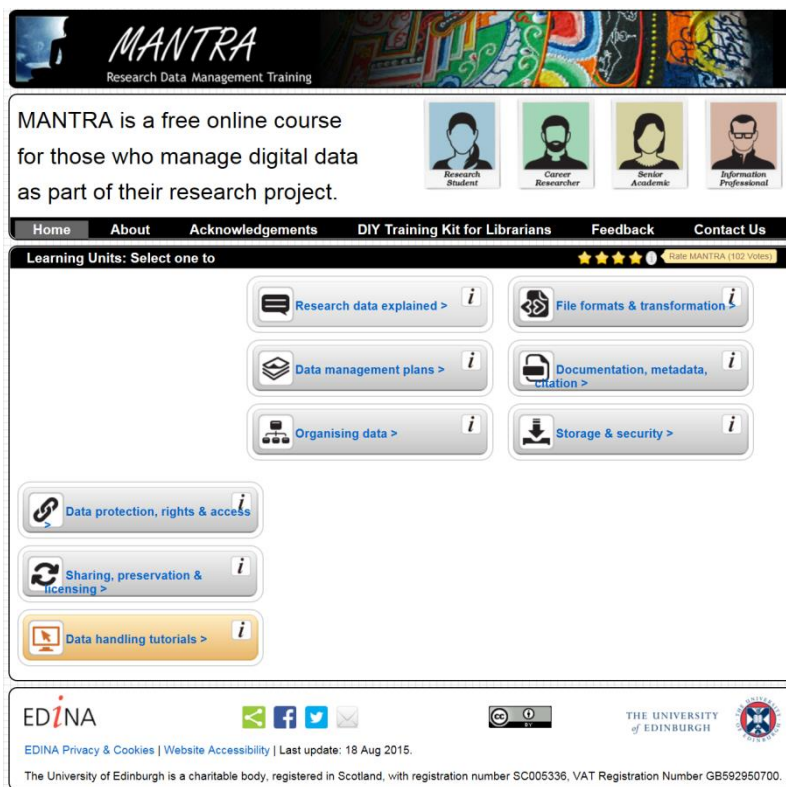 MANTRA
Research Data Management Training
MANTRA is a free online course
for those who manage digital data
as part of their research project.
Research
Student
Career
Researcher
Senior
Academic
Information
Professional
Home About Acknowledgements DIY Training Kit for Librarians Feedback Contact Us
Learning Units: Select one to
Rate MANTRA (102 Votes)
Research data explained > i
File formats & transformation > i
Data management plans > i
Documentation, metadata, i
citation >
Organising data > i
Storage & security > i
Data protection, rights & access i
>
Sharing, preservation & i
licensing >
Data handling tutorials > i
EDINA
cc BY
THE UNIVERSITY
of EDINBURGH
EDINA Privacy & Cookies | Website Accessibility | Last update: 18 Aug 2015.
The University of Edinburgh is a charitable body, registered in Scotland, with registration number SC005336, VAT Registration Number GB592950700.